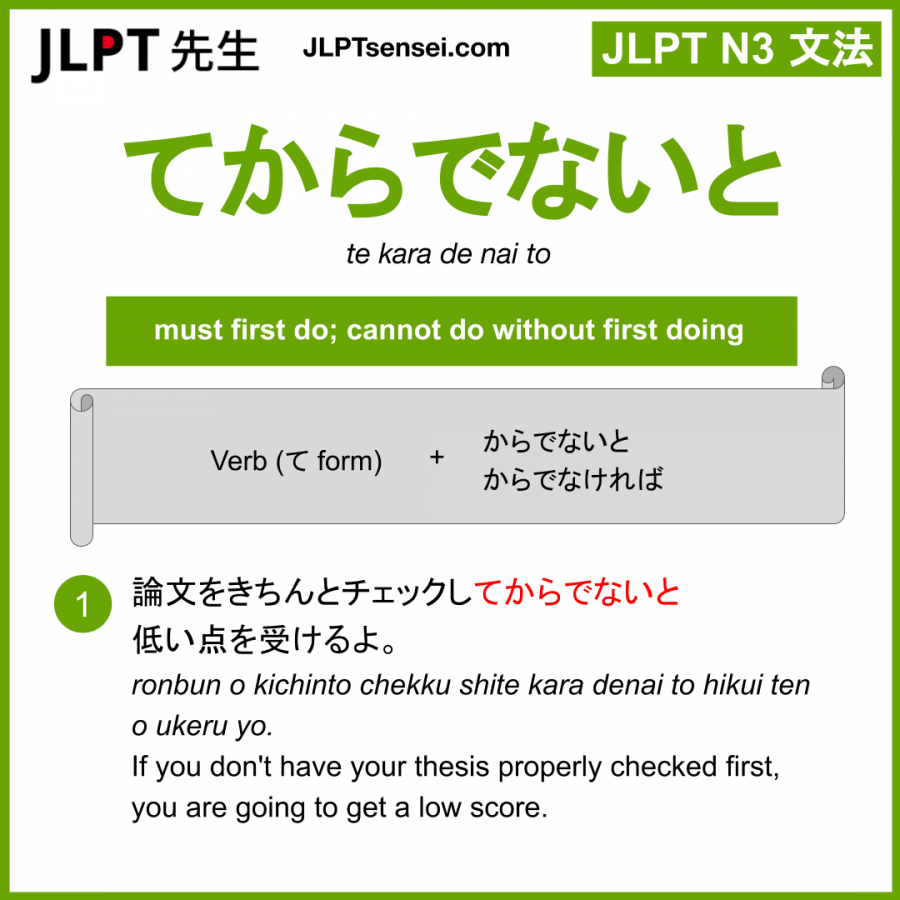 JLPT 先生
JLPTsensei.com
JLPT N3 文法
てからでないと
te kara de nai to
must first do; cannot do without first doing
Verb (て form) + からでないと
からでなければ
1 論文をきちんとチェックしてからでないと
低い点を受けるよ。
ronbun o kichinto chekku shite kara denai to hikui ten
o ukeru yo.
If you don't have your thesis properly checked first,
you are going to get a low score.